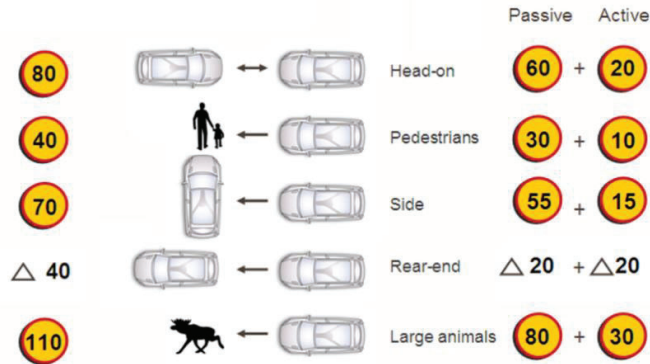 Passive Active
80 Head-on 60 + 20
40 Pedestrians 30 + 10
70 Side 55 + 15
△ 40 Rear-end △ 20 + △ 20
110 Large animals 80 + 30